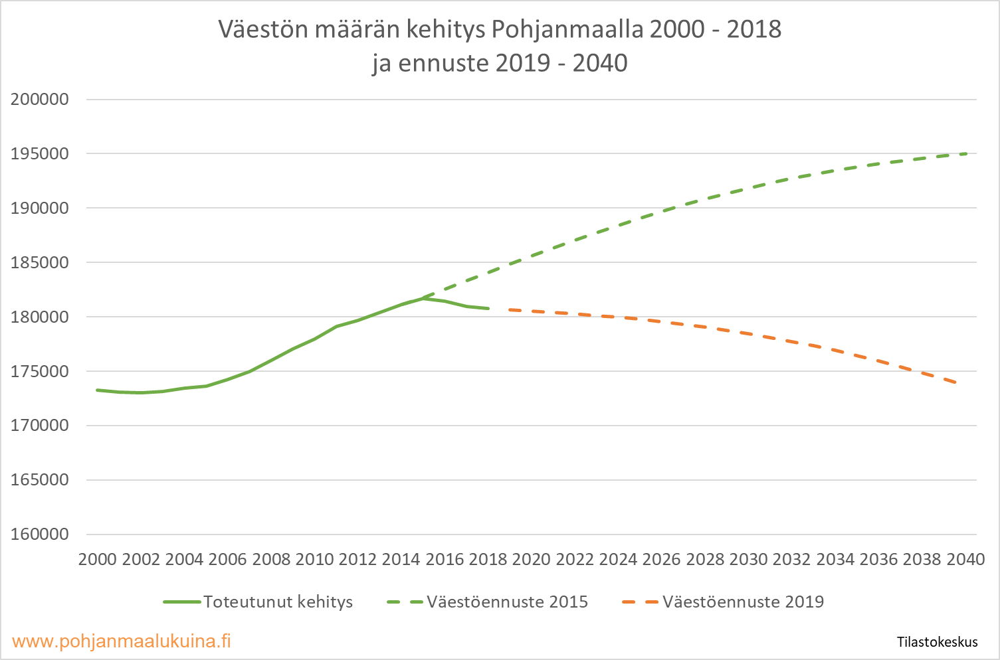 Väestön määrän kehitys Pohjanmaalla 2000 - 2018
ja ennuste 2019 - 2040
200000
195000
190000
185000
180000
175000
170000
165000
160000
2000 2002 2004 2006 2008 2010 2012 2014 2016 2018 2020 2022 2024 2026 2028 2030 2032 2034 2036 2038 2040
Toteutunut kehitys Väestöennuste 2015 Väestöennuste 2019
www.pohjanmaalukuina.fi Tilastokeskus